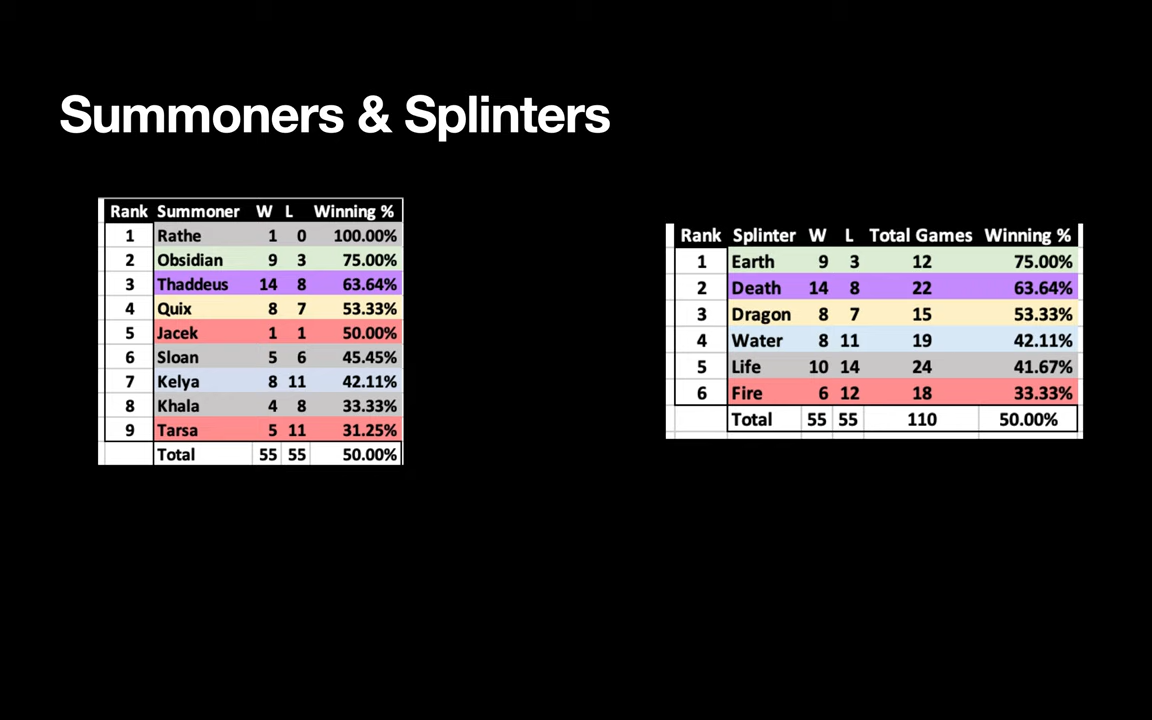 Summoners & Splinters
Rank Summoner W L Winning %
1 Rathe 1 0 100.00%
2 Obsidian 9 3 75.00%
3 Thaddeus 14 8 63.64%
4 Quix 8 7 53.33%
5 Jacek 1 1 50.00%
6 Sloan 5 6 45.45%
7 Kelya 8 11 42.11%
8 Khala 4 8 33.33%
9 Tarsa 5 11 31.25%
Total 55 55 50.00%
Rank Splinter W L Total Games Winning %
1 Earth 9 3 12 75.00%
2 Death 14 8 22 63.64%
3 Dragon 8 7 15 53.33%
4 Water 8 11 19 42.11%
5 Life 10 14 24 41.67%
6 Fire 6 12 18 33.33%
Total 55 55 110 50.00%